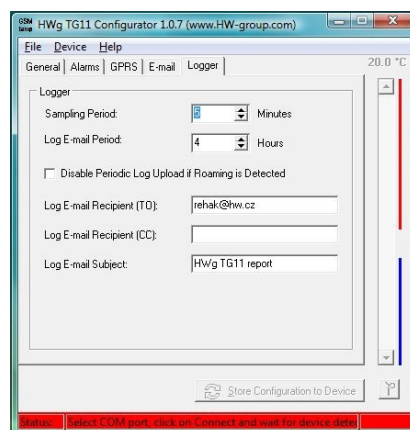 GSM temp HWg TG11 Configurator 1.0.7 (www.HW-group.com)
File Device Help
General Alarms GPRS E-mail Logger 20.0 °C
Logger
Sampling Period: 5 Minutes
Log E-mail Period: 4 Hours
Disable Periodic Log Upload if Roaming is Detected
Log E-mail Recipient (TO): rehak@hw.cz
Log E-mail Recipient (CC):
Log E-mail Subject: HWg TG11 report
Store Configuration to Device
Status: Select COM port, click on Connect and wait for device dete